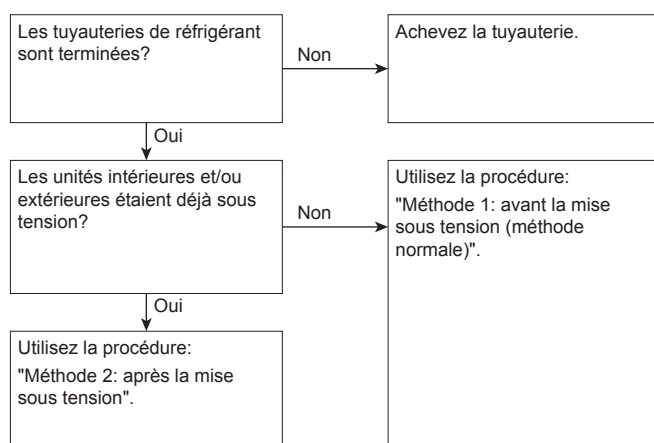 Les tuyauteries de réfrigérant
sont terminées?
Non
Achevez la tuyauterie.
Oui
Les unités intérieures et/ou
extérieures étaient déjà sous
tension?
Non
Utilisez la procédure:
"Méthode 1: avant la mise
sous tension (méthode
normale)".
Oui
Utilisez la procédure:
"Méthode 2: après la mise
sous tension".